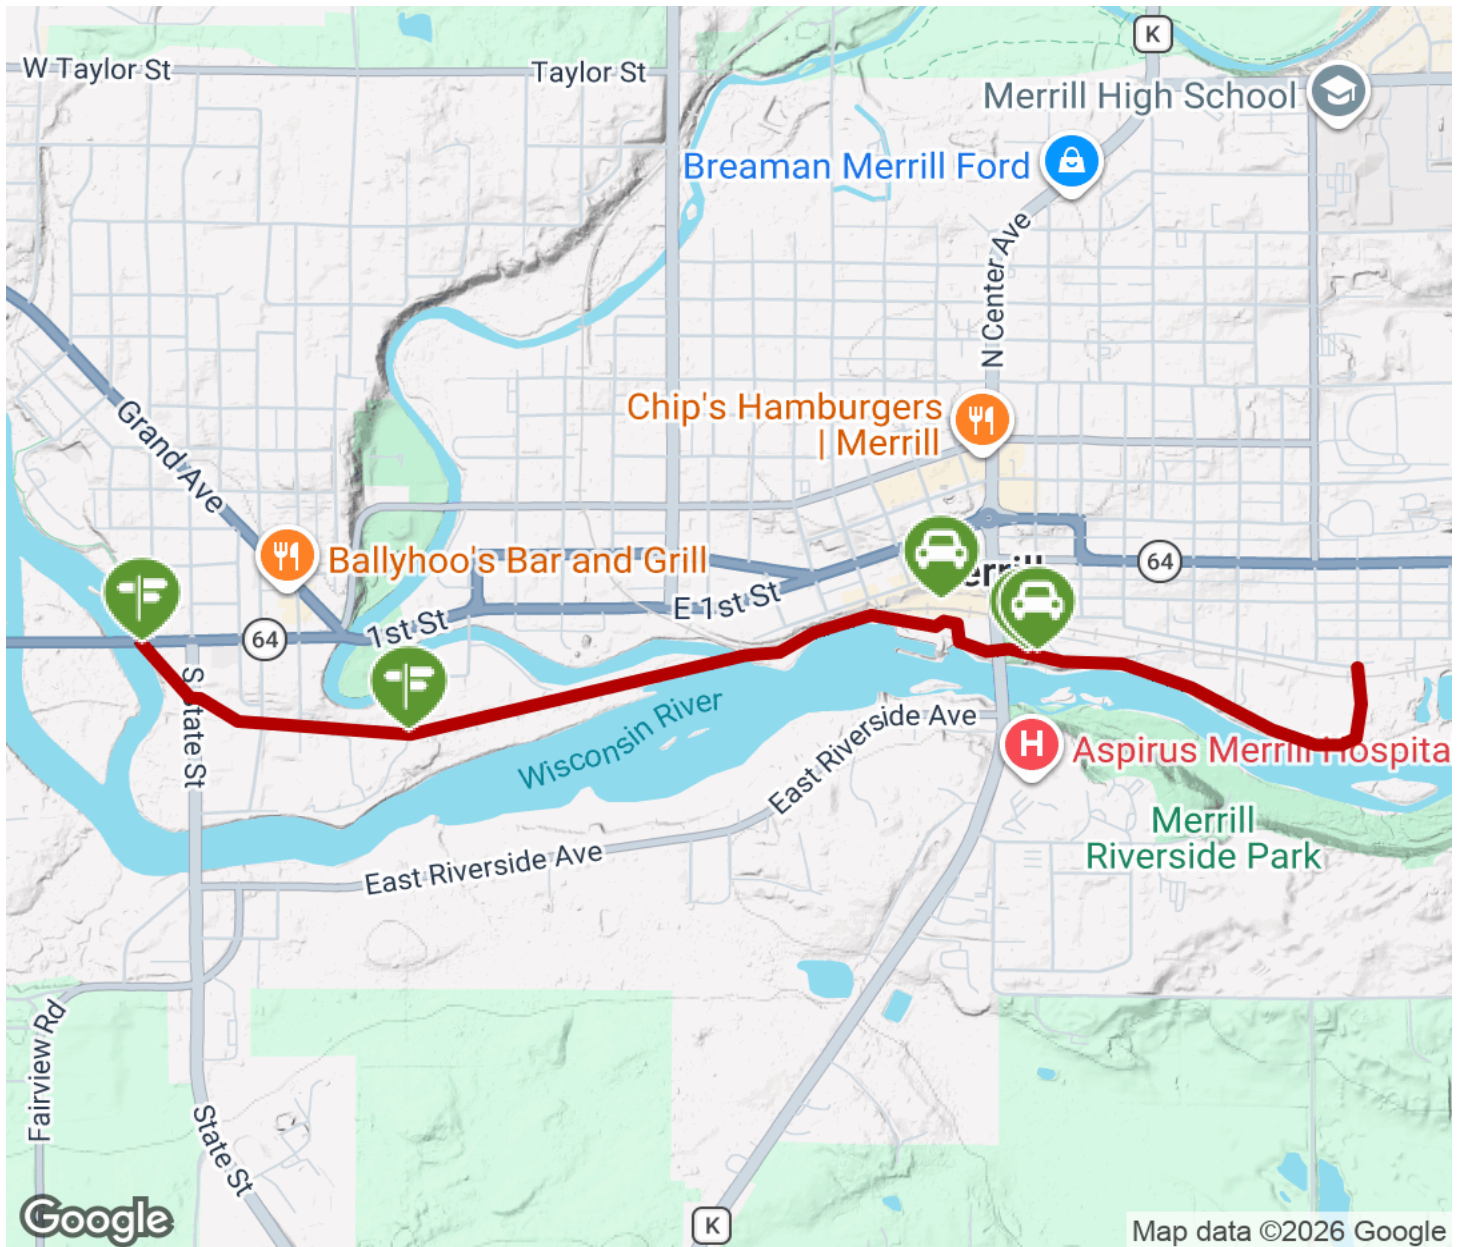 K
W Taylor St
Taylor St
Merrill High School
Breaman Merrill Ford
N Center Ave
Chip's Hamburgers
| Merrill
Grand Ave
Ballyhoo's Bar and Grill
64
E 1st St
1st St
64
S State St
Wisconsin River
East Riverside Ave
H
Aspirus Merrill Hospita
Merrill
Riverside Park
East Riverside Ave
Fairview Rd
State St
Google
K
Map data ©2026 Google